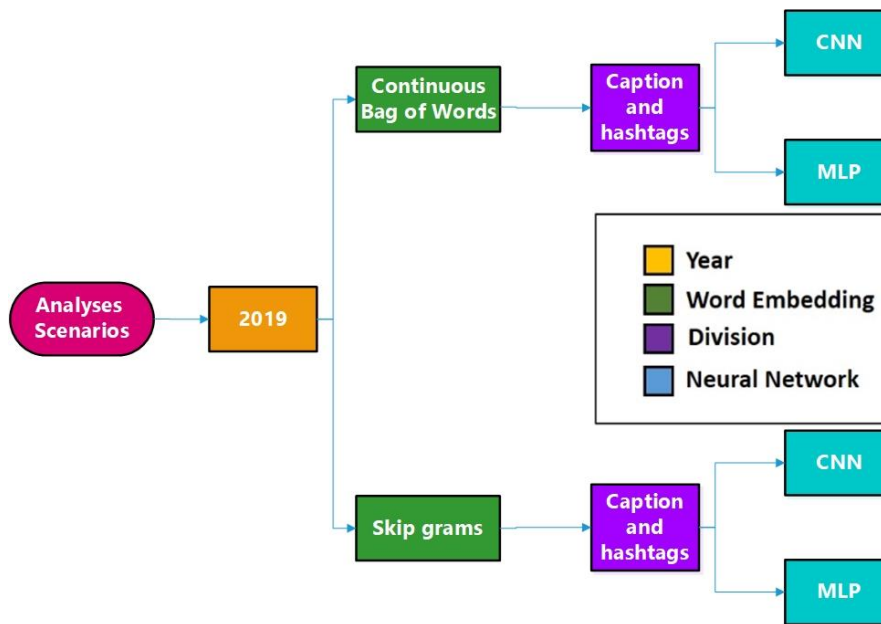 Analyses
Scenarios
2019
Continuous
Bag of Words
Caption
and
hashtags
CNN
MLP
Year
Word Embedding
Division
Neural Network
Skip grams
Caption
and
hashtags
CNN
MLP